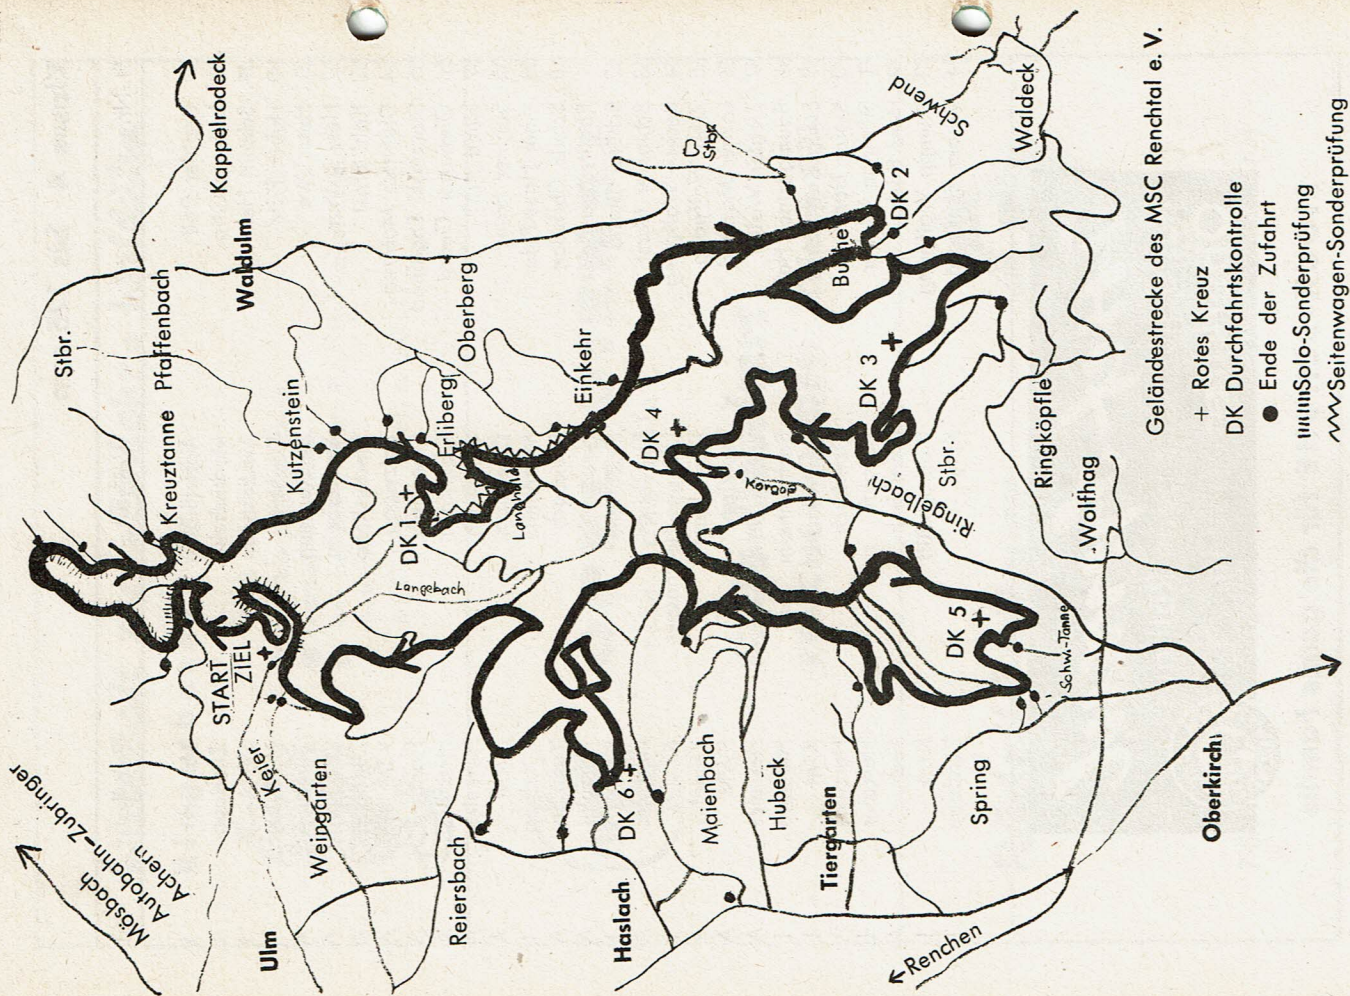 Mösbach
Autobahn-Zubringer
Achern
Ulm
Keier
Weingarten
START
ZIEL
Kreuztanne
Pfaffenbach
Stbr.
Kappelrodeck
Waldulm
Kutzenstein
DK 1
Langebach
Erliberg
Oberberg
Einkehr
Stbr.
Schwend
Waldeck
DK 2
DK 3
DK 4
Ringelbach
Stbr.
Ringköpfle
Wolfhag
DK 5
Schw.-Tanne
Reiersbach
Haslach
DK 6
Maienbach
Hubeck
Tiergarten
Spring
Oberkirch
Renchen
Geländestrecke des MSC Renchtal e. V.
+ Rotes Kreuz
DK Durchfahrtskontrolle
● Ende der Zufahrt
Solo-Sonderprüfung
Seitenwagen-Sonderprüfung